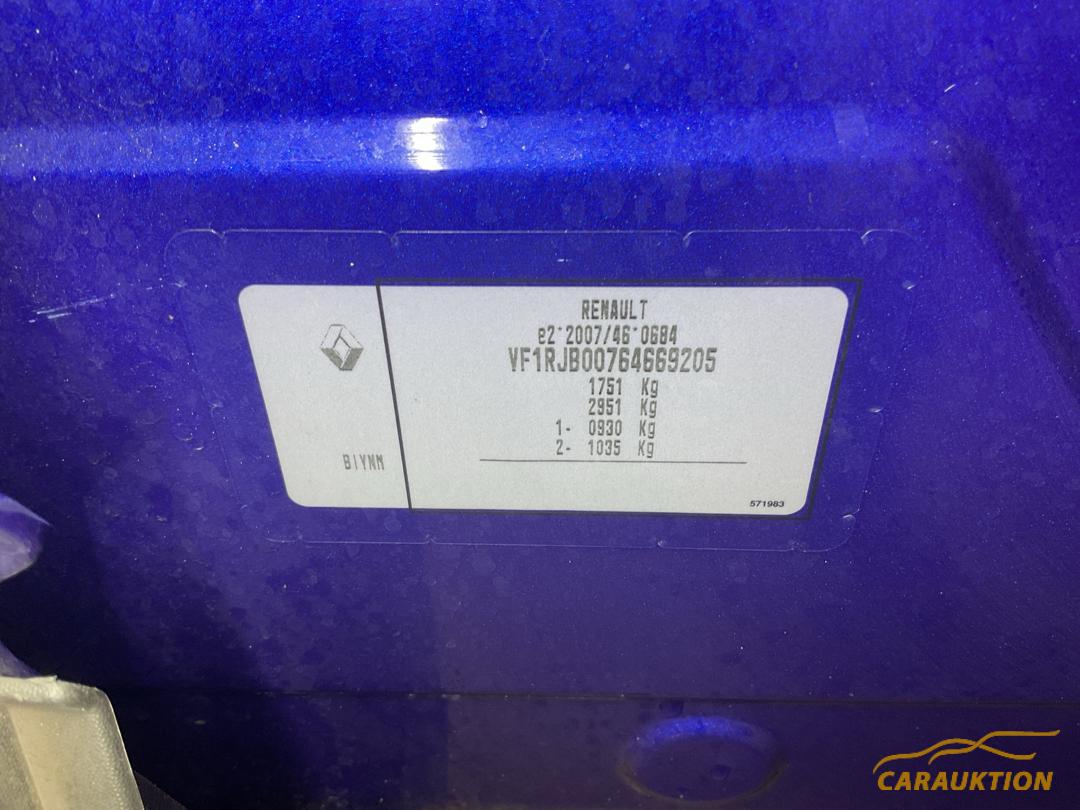 RENAULT
e2*2007/46*0684
VF1RJB00764669205
1751 Kg
2951 Kg
1- 0930 Kg
2- 1035 Kg
BIYNM
571983
CARAUKTION